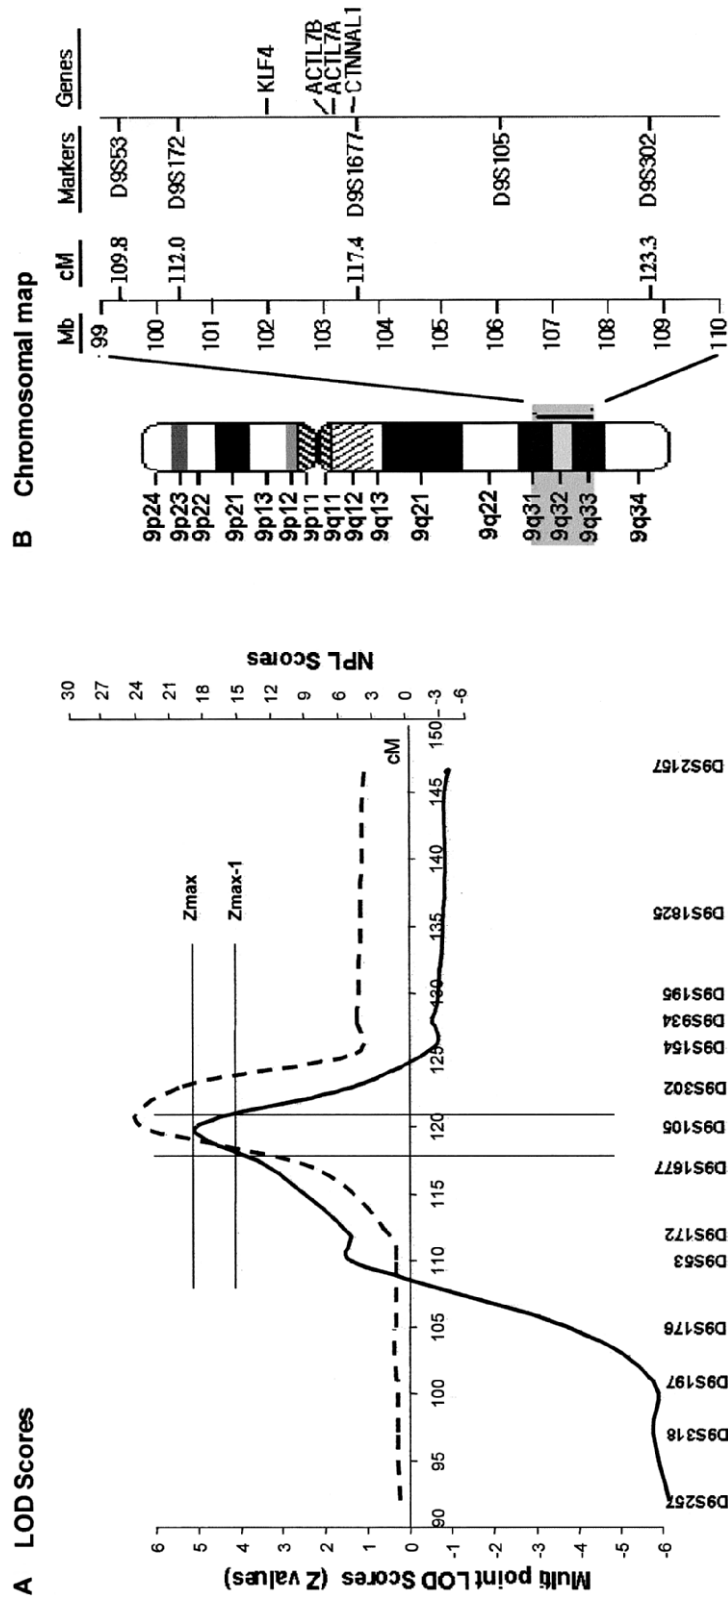 A LOD Scores
Multi point LOD Scores (Z values)
6
5
4
3
2
1
0
-1
-2
-3
-4
-5
-6
90
95
100
105
110
115
120
125
130
135
140
145
150
cM
Zmax
Zmax-1
NPL Scores
30
27
24
21
18
15
12
9
6
3
0
-3
-6
D9S257
D9S318
D9S197
D9S176
D9S53
D9S172
D9S1677
D9S105
D9S302
D9S154
D9S934
D9S195
D9S1825
D9S2157
B Chromosomal map
9p24
9p23
9p22
9p21
9p13
9p12
9p11
9q11
9q12
9q13
9q21
9q22
9q31
9q32
9q33
9q34
Mb
99
100
101
102
103
104
105
106
107
108
109
110
cM
109.8
112.0
117.4
123.3
Markers
D9S53
D9S172
D9S1677
D9S105
D9S302
Genes
KLF4
ACTL7B
ACTL7A
CTNNAL1